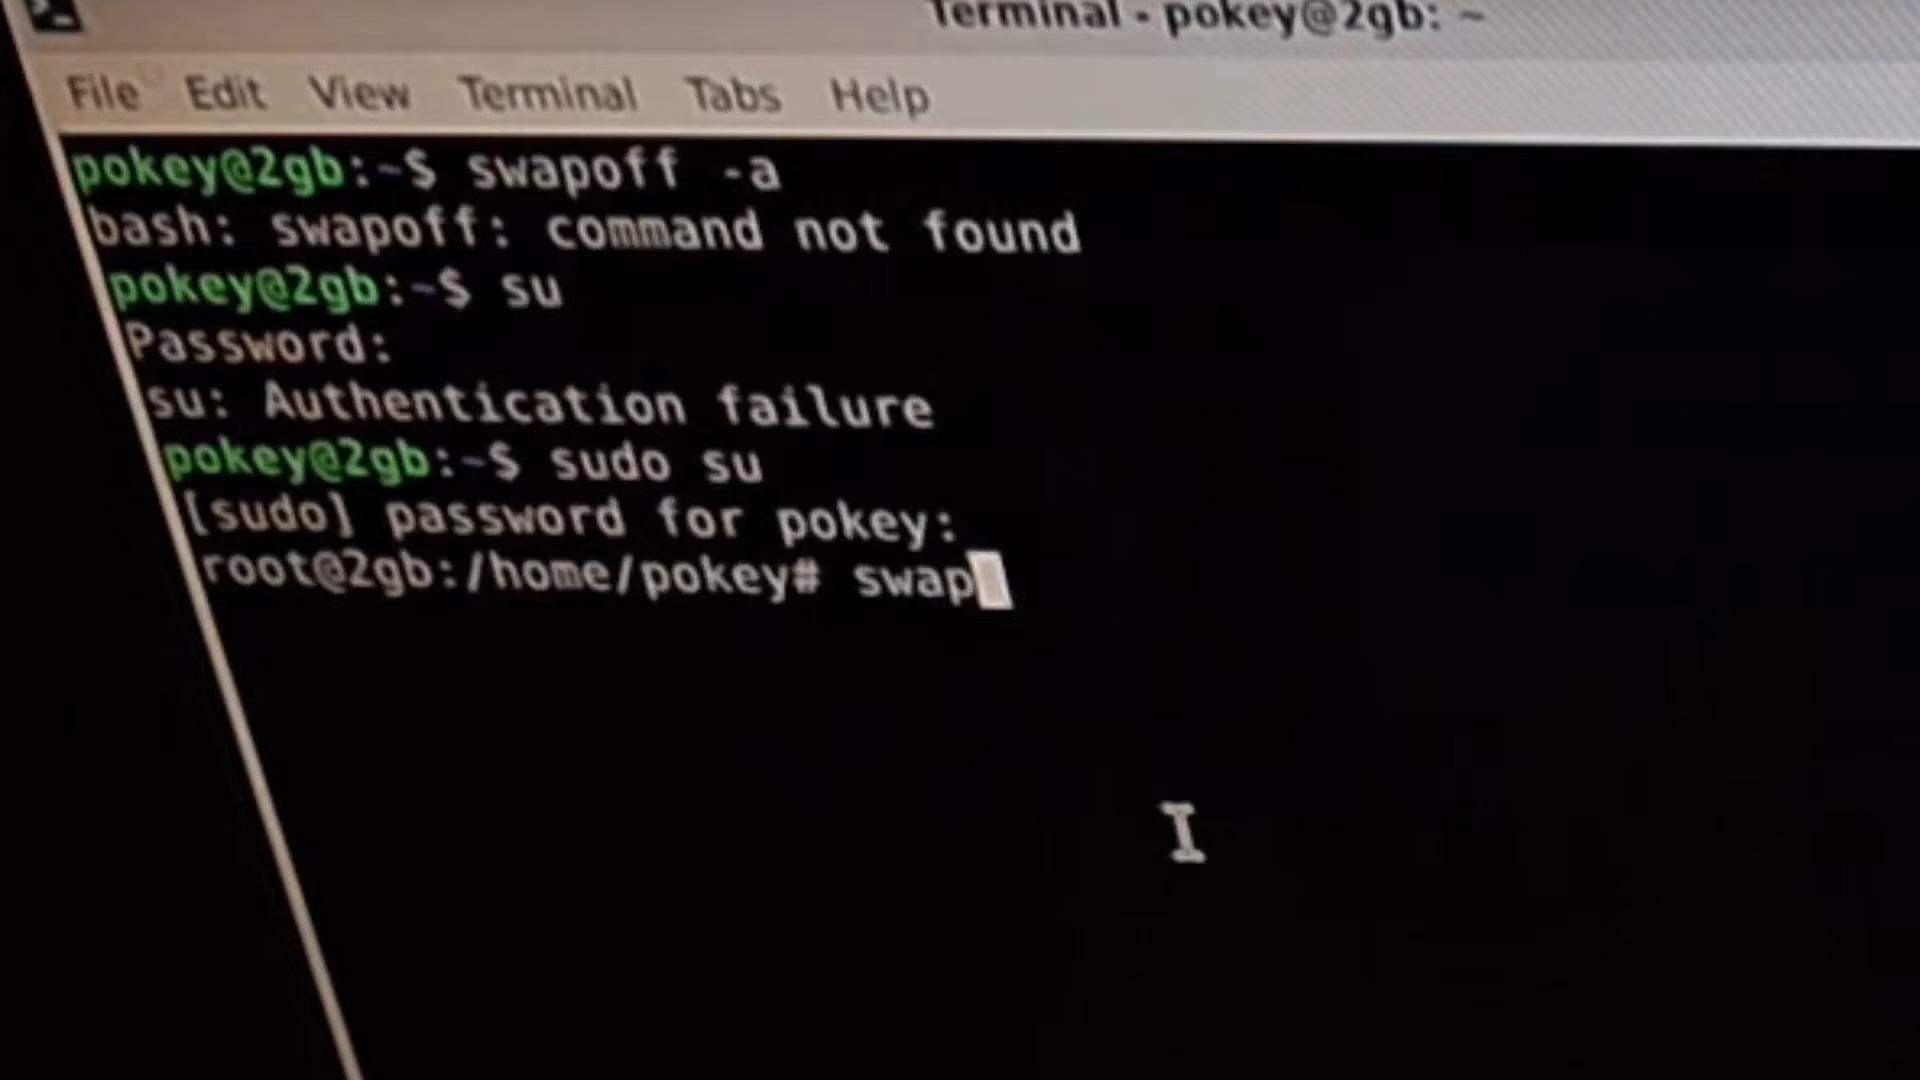 Terminal - pokey@2gb: ~
File Edit View Terminal Tabs Help
pokey@2gb:~$ swapoff -a
bash: swapoff: command not found
pokey@2gb:~$ su
Password:
su: Authentication failure
pokey@2gb:~$ sudo su
[sudo] password for pokey:
root@2gb:/home/pokey# swap